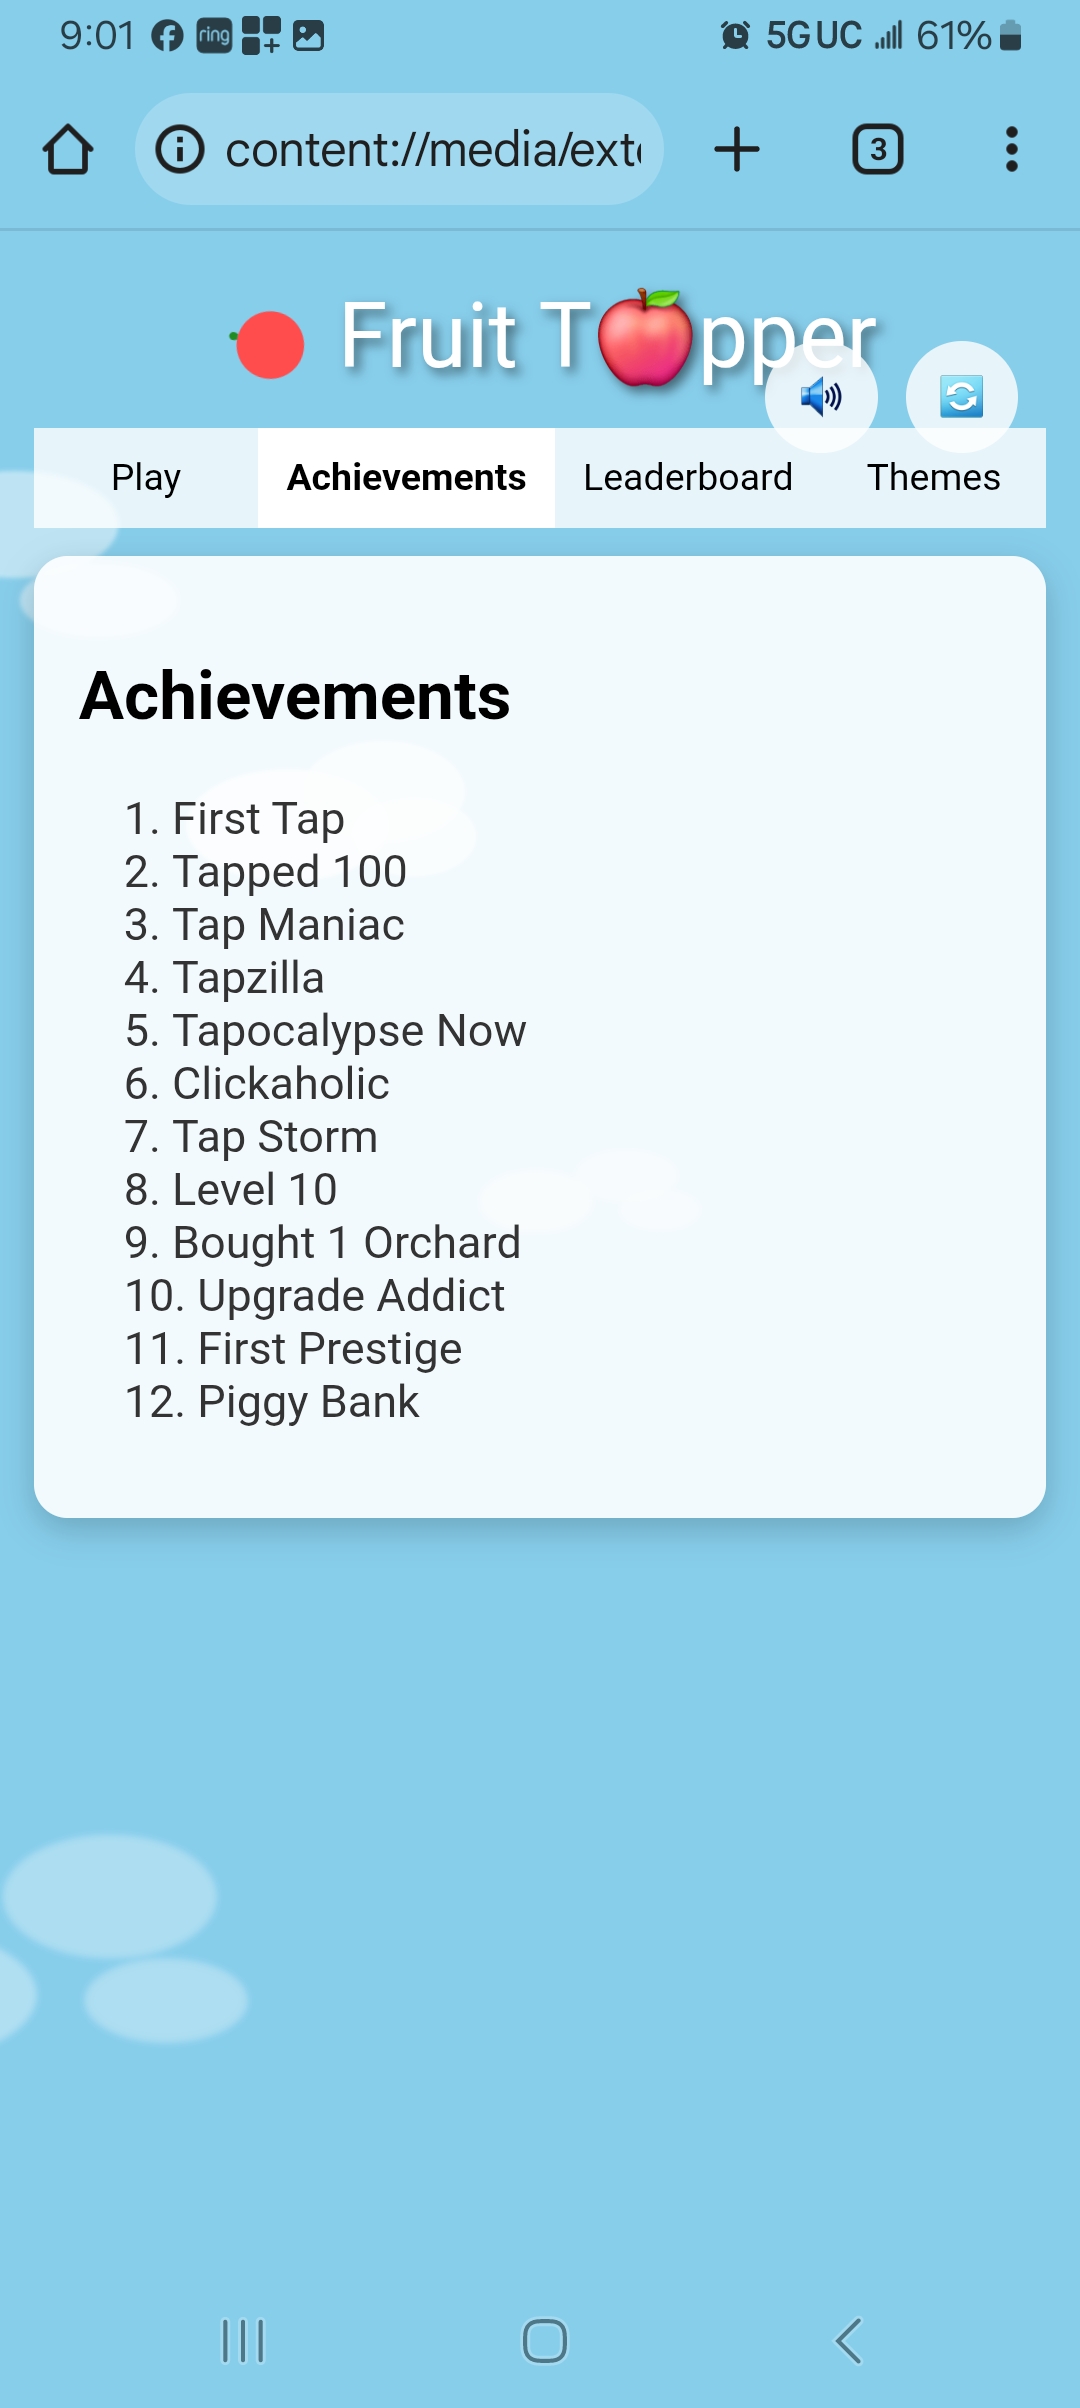 9:01 ring 5G UC 61%
content://media/exte 3
Fruit T🍎pper
Play Achievements Leaderboard Themes
Achievements
1. First Tap
2. Tapped 100
3. Tap Maniac
4. Tapzilla
5. Tapocalypse Now
6. Clickaholic
7. Tap Storm
8. Level 10
9. Bought 1 Orchard
10. Upgrade Addict
11. First Prestige
12. Piggy Bank